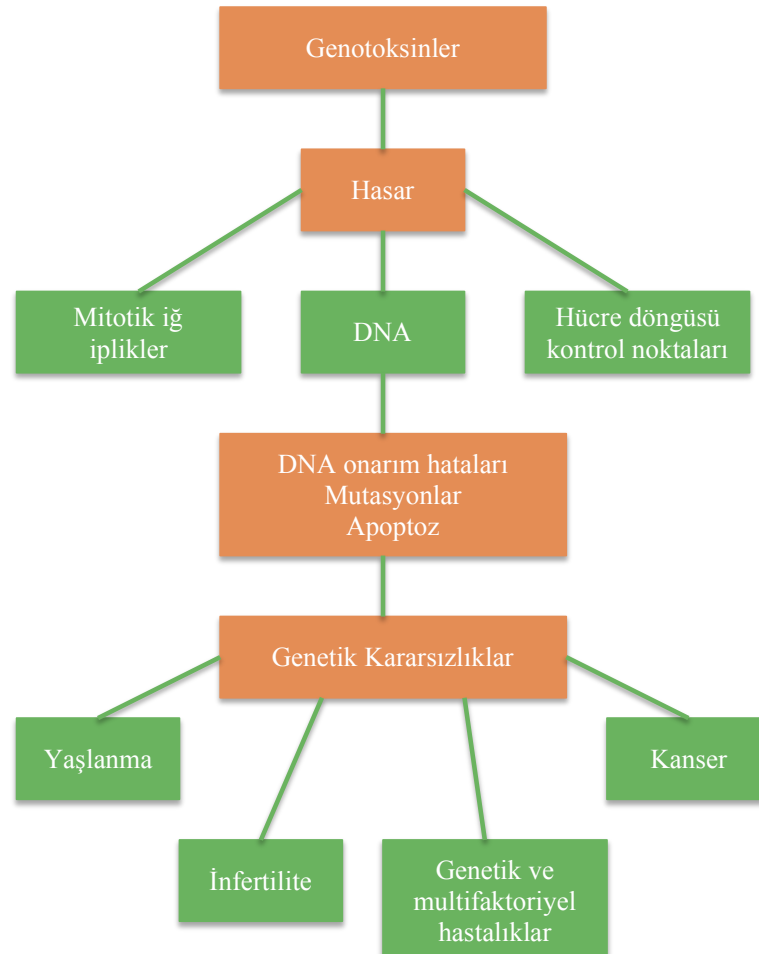 Genotoksinler
Hasar
Mitotik iğ
iplikler
DNA
Hücre döngüsü
kontrol noktaları
DNA onarım hataları
Mutasyonlar
Apoptoz
Genetik Kararsızlıklar
Yaşlanma
Kanser
İnfertilite
Genetik ve
multifaktoriyel
hastalıklar